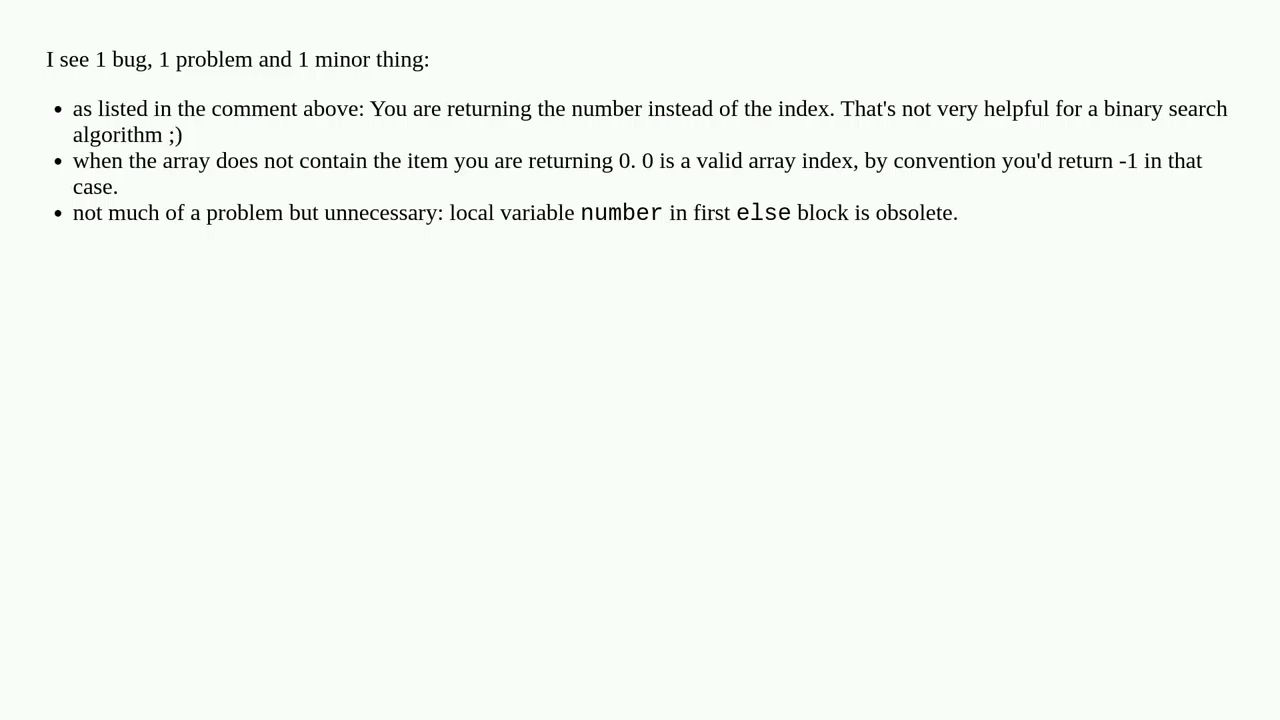 I see 1 bug, 1 problem and 1 minor thing:
• as listed in the comment above: You are returning the number instead of the index. That's not very helpful for a binary search
algorithm ;)
• when the array does not contain the item you are returning 0. 0 is a valid array index, by convention you'd return -1 in that
case.
• not much of a problem but unnecessary: local variable number in first else block is obsolete.